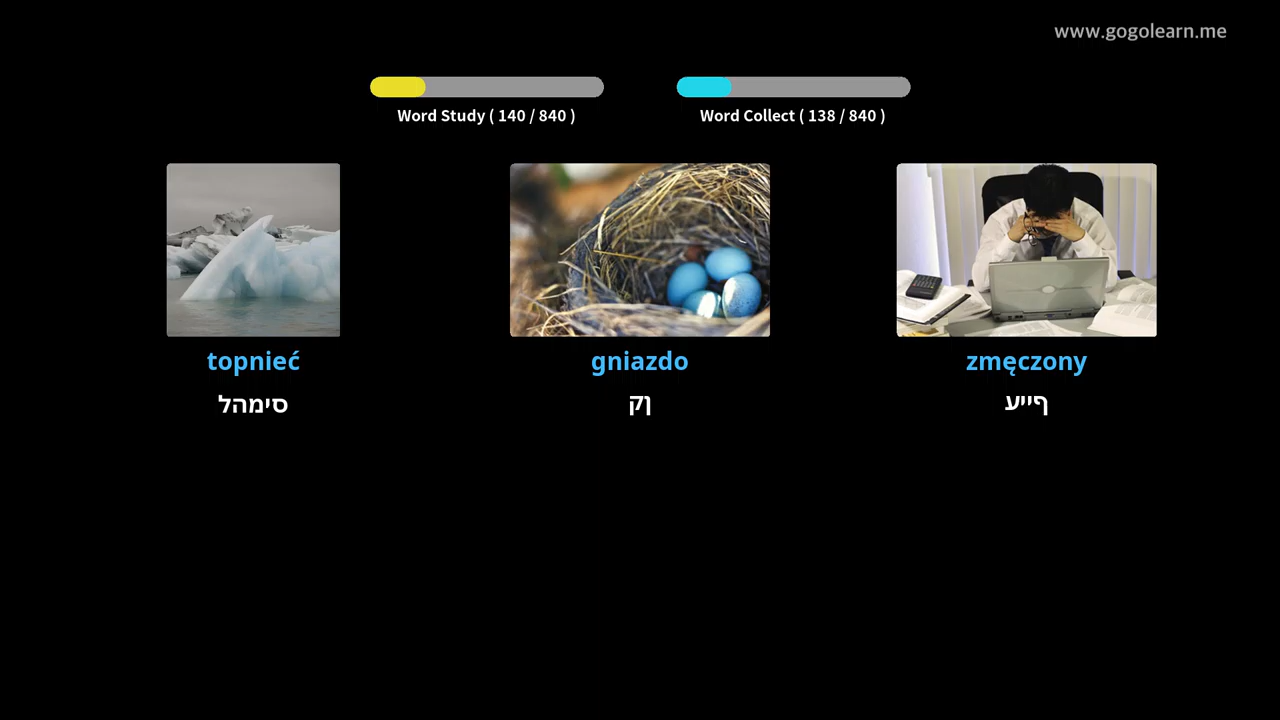 www.gogolearn.me
Word Study ( 140 / 840 )
Word Collect ( 138 / 840 )
topnieć
gniazdo
zmęczony
סימהל
ןק
ףייע